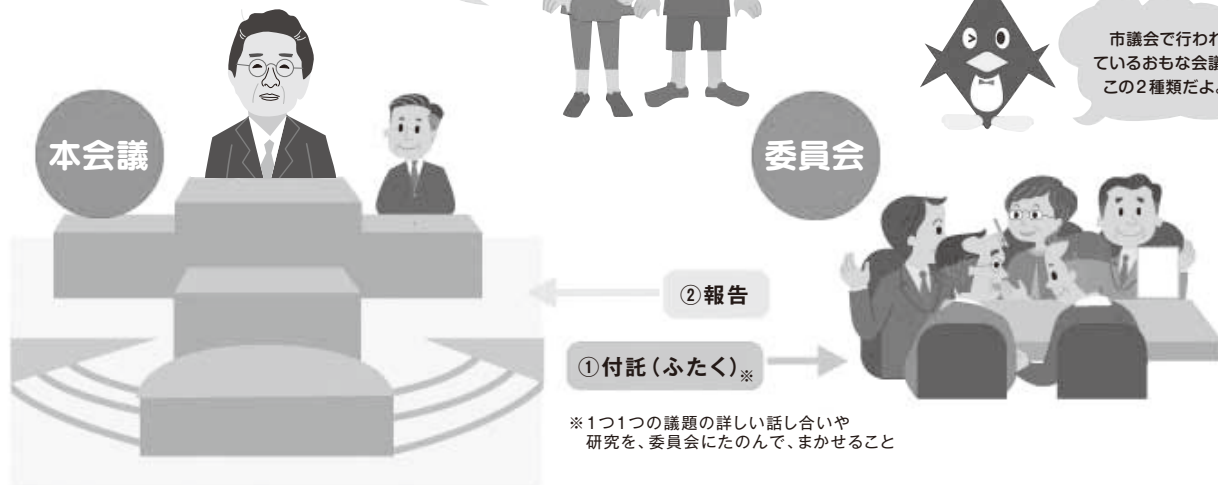 市議会で行われ
ているおもな会議
この2種類だよ。
本会議
委員会
②報告
①付託(ふたく)※
※1つ1つの議題の詳しい話し合いや
研究を、委員会にたのんで、まかせること